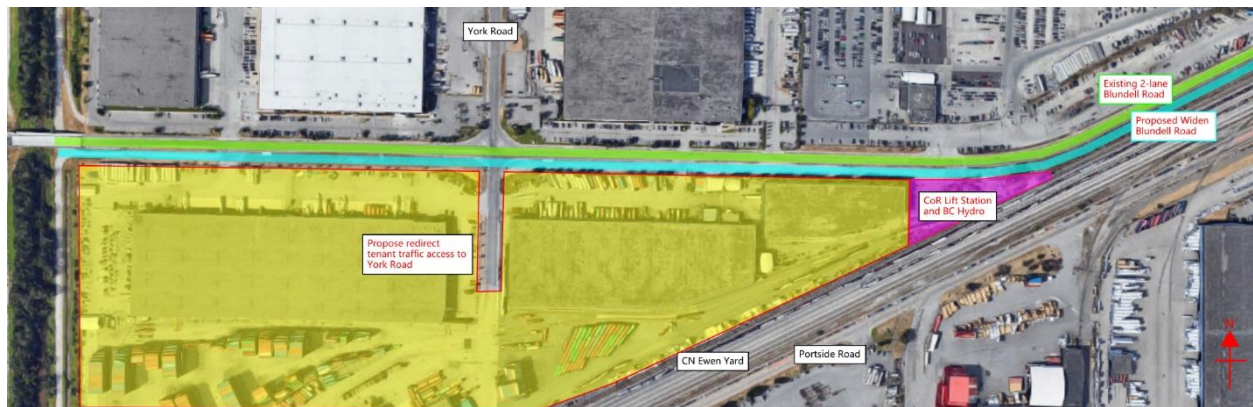 York Road
Existing 2-lane
Blundell Road
Proposed Widen
Blundell Road
CoR Lift Station
and BC Hydro
Propose redirect
tenant traffic access to
York Road
CN Ewen Yard
Portside Road
N